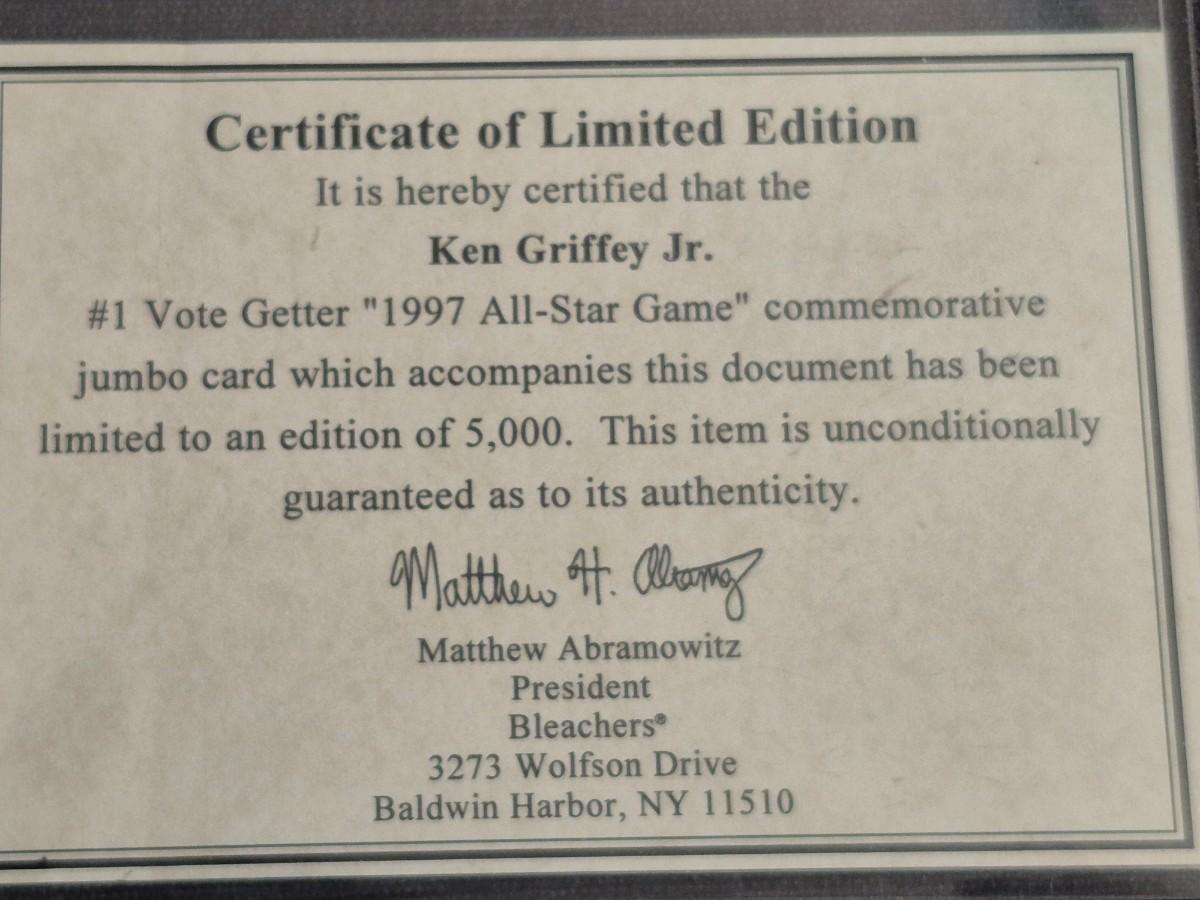 Certificate of Limited Edition
It is hereby certified that the
Ken Griffey Jr.
#1 Vote Getter "1997 All-Star Game" commemorative
jumbo card which accompanies this document has been
limited to an edition of 5,000. This item is unconditionally
guaranteed as to its authenticity.
Matthew H.
Matthew Abramowitz
President
Bleachers®
3273 Wolfson Drive
Baldwin Harbor, NY 11510